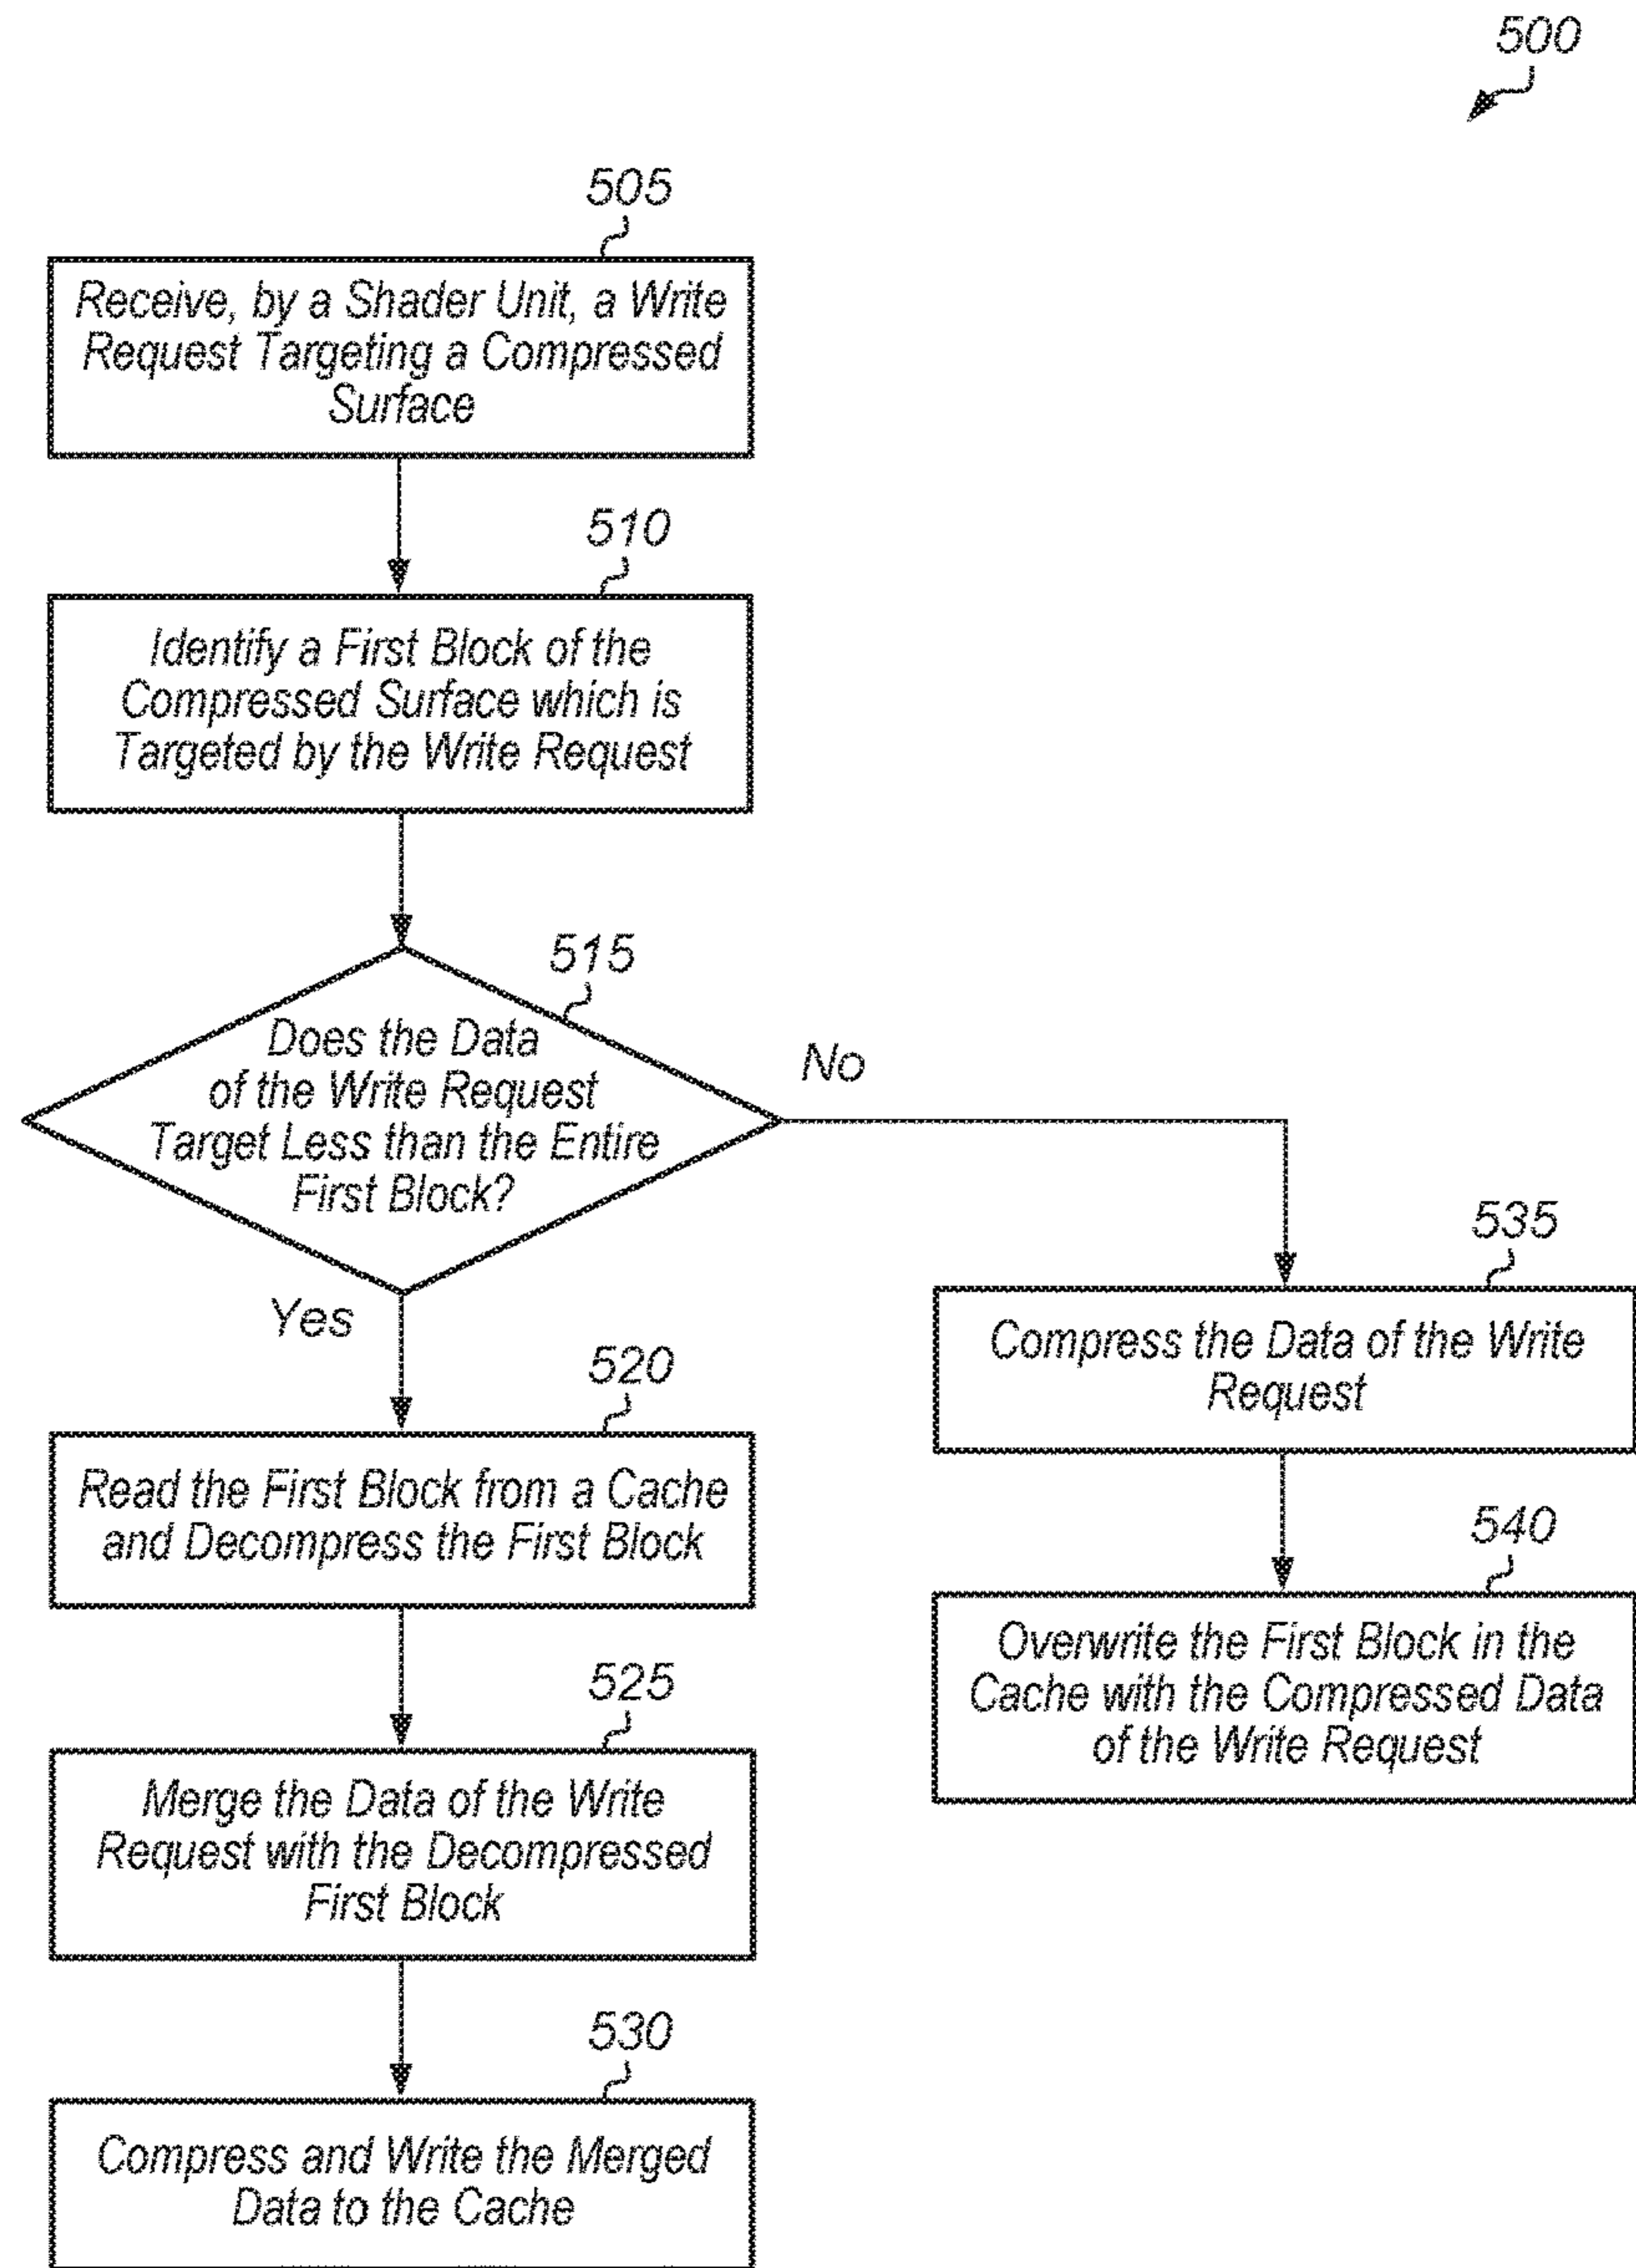 500
505
Receive, by a Shader Unit, a Write
Request Targeting a Compressed
Surface
510
Identify a First Block of the
Compressed Surface which is
Targeted by the Write Request
515
Does the Data
of the Write Request
Target Less than the Entire
First Block?
No
Yes
535
Compress the Data of the Write
Request
520
Read the First Block from a Cache
and Decompress the First Block
540
Overwrite the First Block in the
Cache with the Compressed Data
of the Write Request
525
Merge the Data of the Write
Request with the Decompressed
First Block
530
Compress and Write the Merged
Data to the Cache